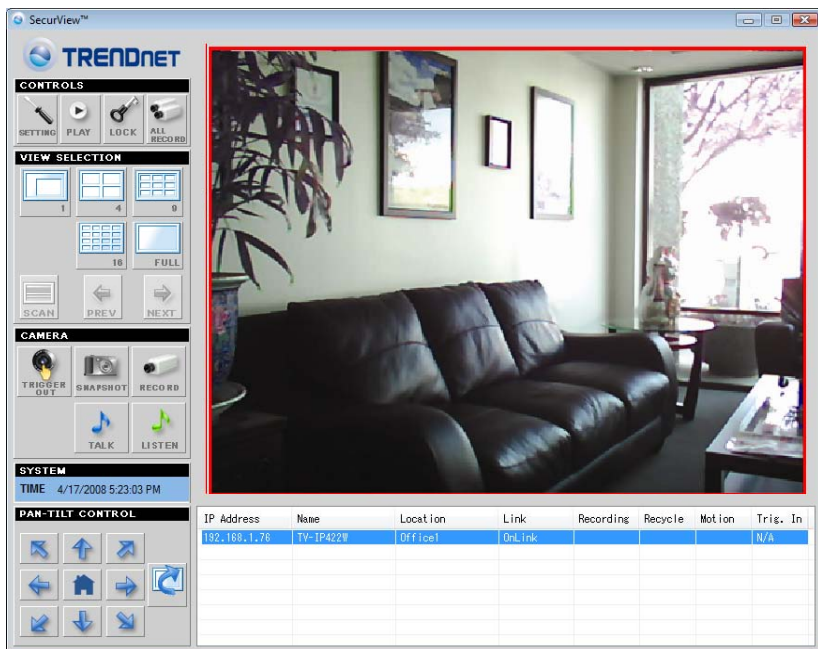 SecurView™
TRENDNET
CONTROLS
SETTING PLAY LOCK ALL RECORD
VIEW SELECTION
1 4 9
16 FULL
SCAN PREV NEXT
CAMERA
TRIGGER OUT SNAPSHOT RECORD
TALK LISTEN
SYSTEM
TIME 4/17/2008 5:23:03 PM
PAN-TILT CONTROL
IP Address Name Location Link Recording Recycle Motion Trig. In
192.168.1.76 TV-IP422W Office1 OnLink N/A